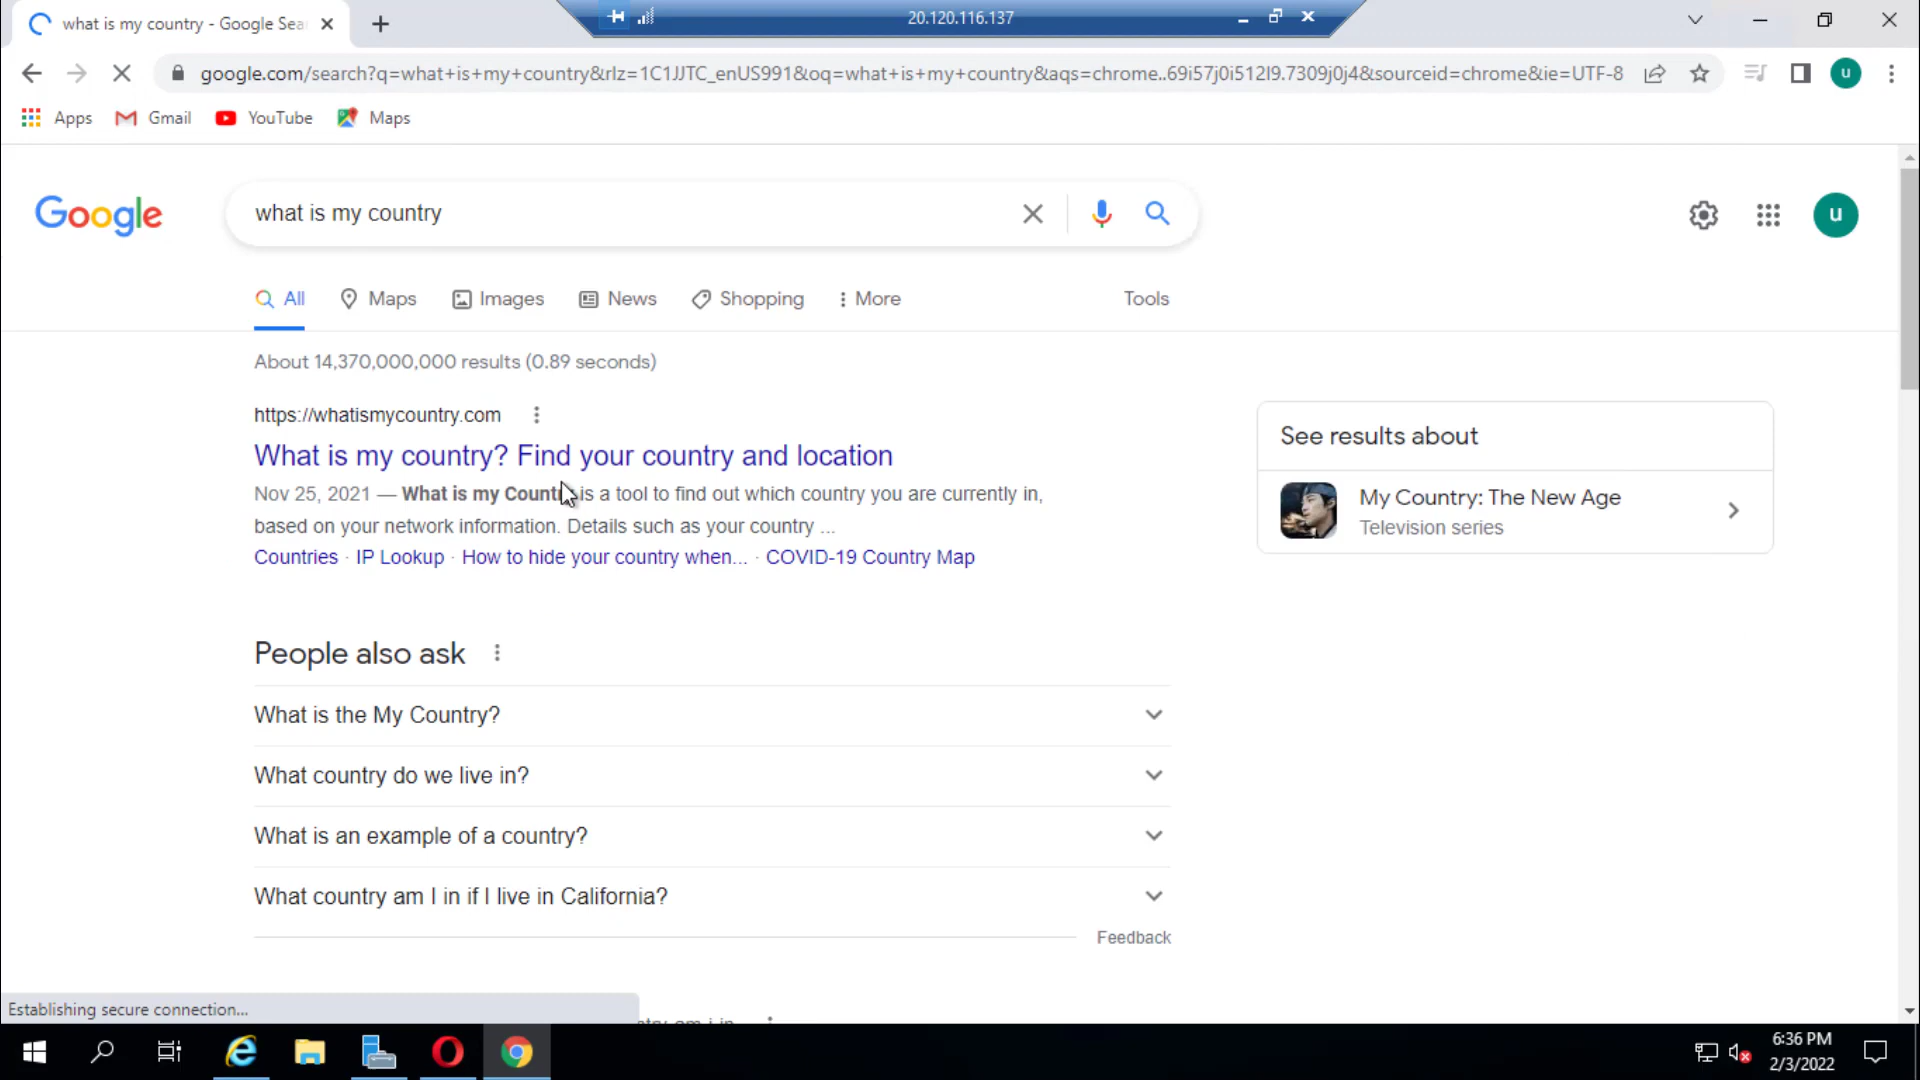 what is my country - Google Sea
20.120.116.137
google.com/search?q=what+is+my+country&rlz=1C1JJTC_enUS991&oq=what+is+my+country&aqs=chrome..69i57j0i512l9.7309j0j4&sourceid=chrome&ie=UTF-8
u
Apps
Gmail
YouTube
Maps
Google
what is my country
u
All
Maps
Images
News
Shopping
More
Tools
About 14,370,000,000 results (0.89 seconds)
https://whatismycountry.com
What is my country? Find your country and location
Nov 25, 2021 — What is my Country is a tool to find out which country you are currently in,
based on your network information. Details such as your country ...
Countries · IP Lookup · How to hide your country when... · COVID-19 Country Map
See results about
My Country: The New Age
Television series
People also ask
What is the My Country?
What country do we live in?
What is an example of a country?
What country am I in if I live in California?
Feedback
Establishing secure connection...
6:36 PM
2/3/2022